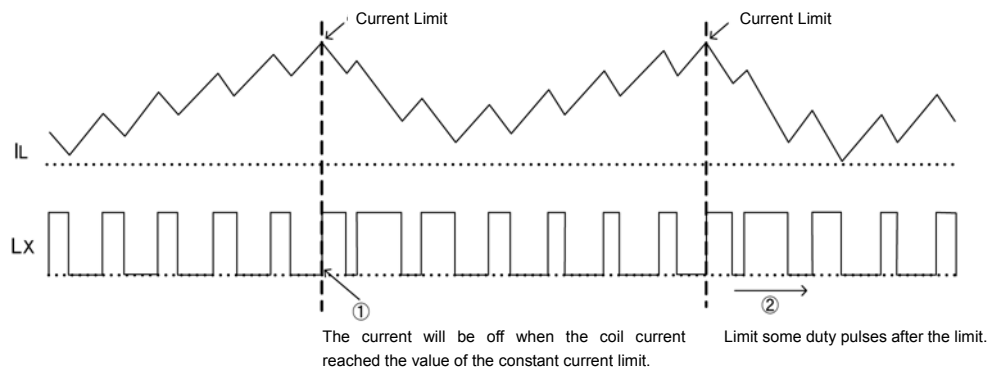 Current Limit
Current Limit
IL
Lx
①
②
The current will be off when the coil current
reached the value of the constant current limit.
Limit some duty pulses after the limit.